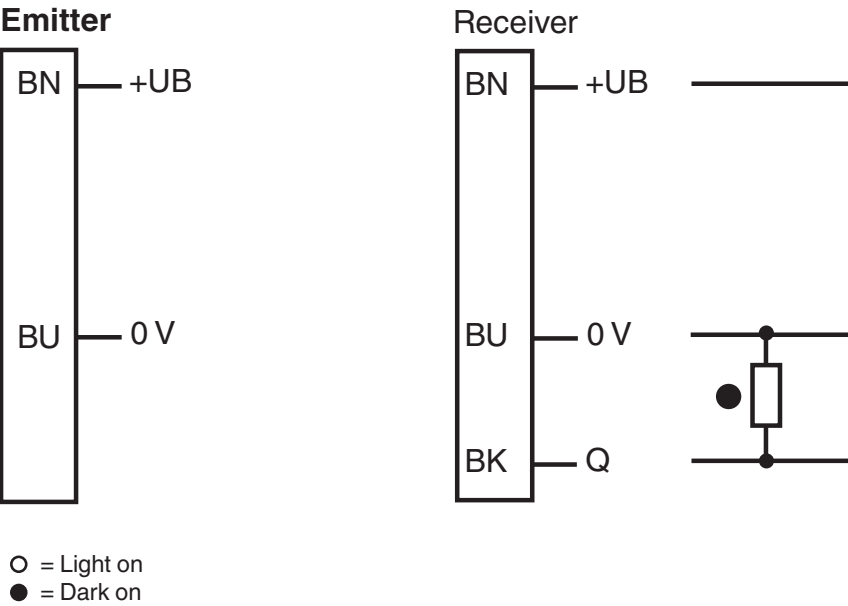 Emitter
BN +UB
BU 0 V
Receiver
BN +UB
BU 0 V
BK Q
= Light on
= Dark on